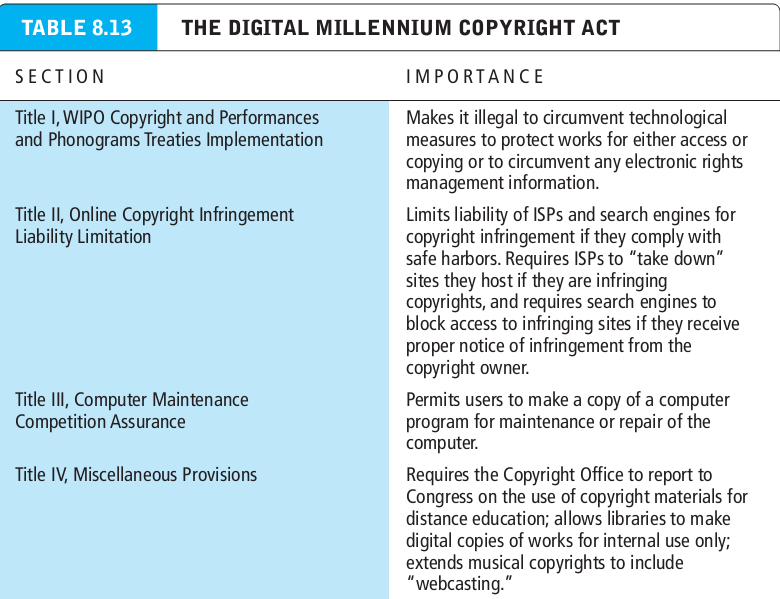 TABLE 8.13 THE DIGITAL MILLENNIUM COPYRIGHT ACT
SECTION IMPORTANCE
Title I, WIPO Copyright and Performances
and Phonograms Treaties Implementation
Makes it illegal to circumvent technological
measures to protect works for either access or
copying or to circumvent any electronic rights
management information.
Title II, Online Copyright Infringement
Liability Limitation
Limits liability of ISPs and search engines for
copyright infringement if they comply with
safe harbors. Requires ISPs to “take down”
sites they host if they are infringing
copyrights, and requires search engines to
block access to infringing sites if they receive
proper notice of infringement from the
copyright owner.
Title III, Computer Maintenance
Competition Assurance
Permits users to make a copy of a computer
program for maintenance or repair of the
computer.
Title IV, Miscellaneous Provisions
Requires the Copyright Office to report to
Congress on the use of copyright materials for
distance education; allows libraries to make
digital copies of works for internal use only;
extends musical copyrights to include
“webcasting.”